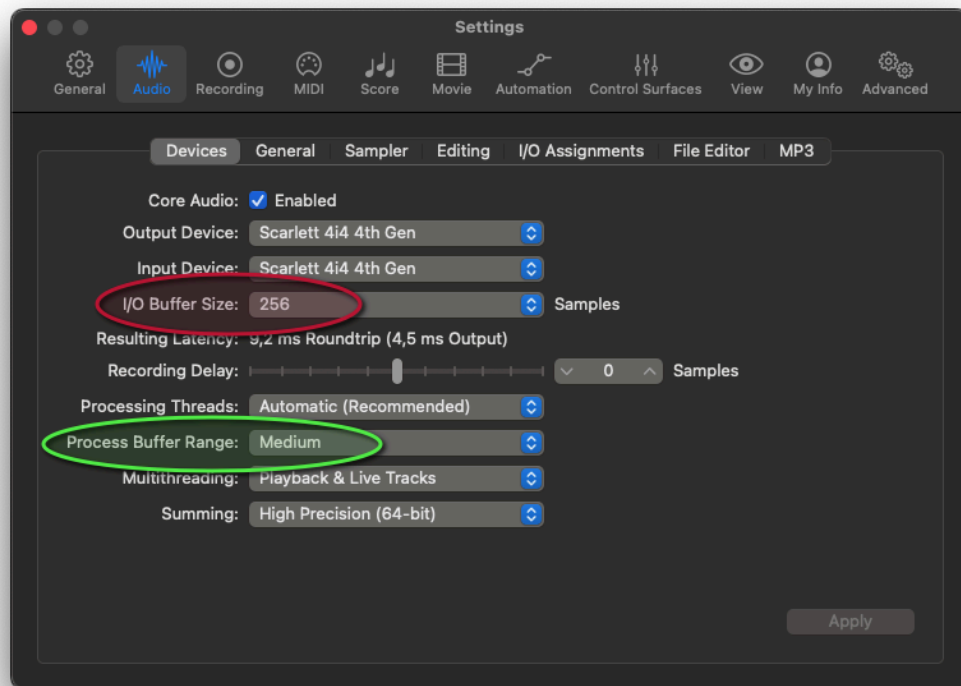 Settings
General Audio Recording MIDI Score Movie Automation Control Surfaces View My Info Advanced
Devices General Sampler Editing I/O Assignments File Editor MP3
Core Audio: Enabled
Output Device: Scarlett 4i4 4th Gen
Input Device: Scarlett 4i4 4th Gen
I/O Buffer Size: 256 Samples
Resulting Latency: 9,2 ms Roundtrip (4,5 ms Output)
Recording Delay: 0 Samples
Processing Threads: Automatic (Recommended)
Process Buffer Range: Medium
Multithreading: Playback & Live Tracks
Summing: High Precision (64-bit)
Apply